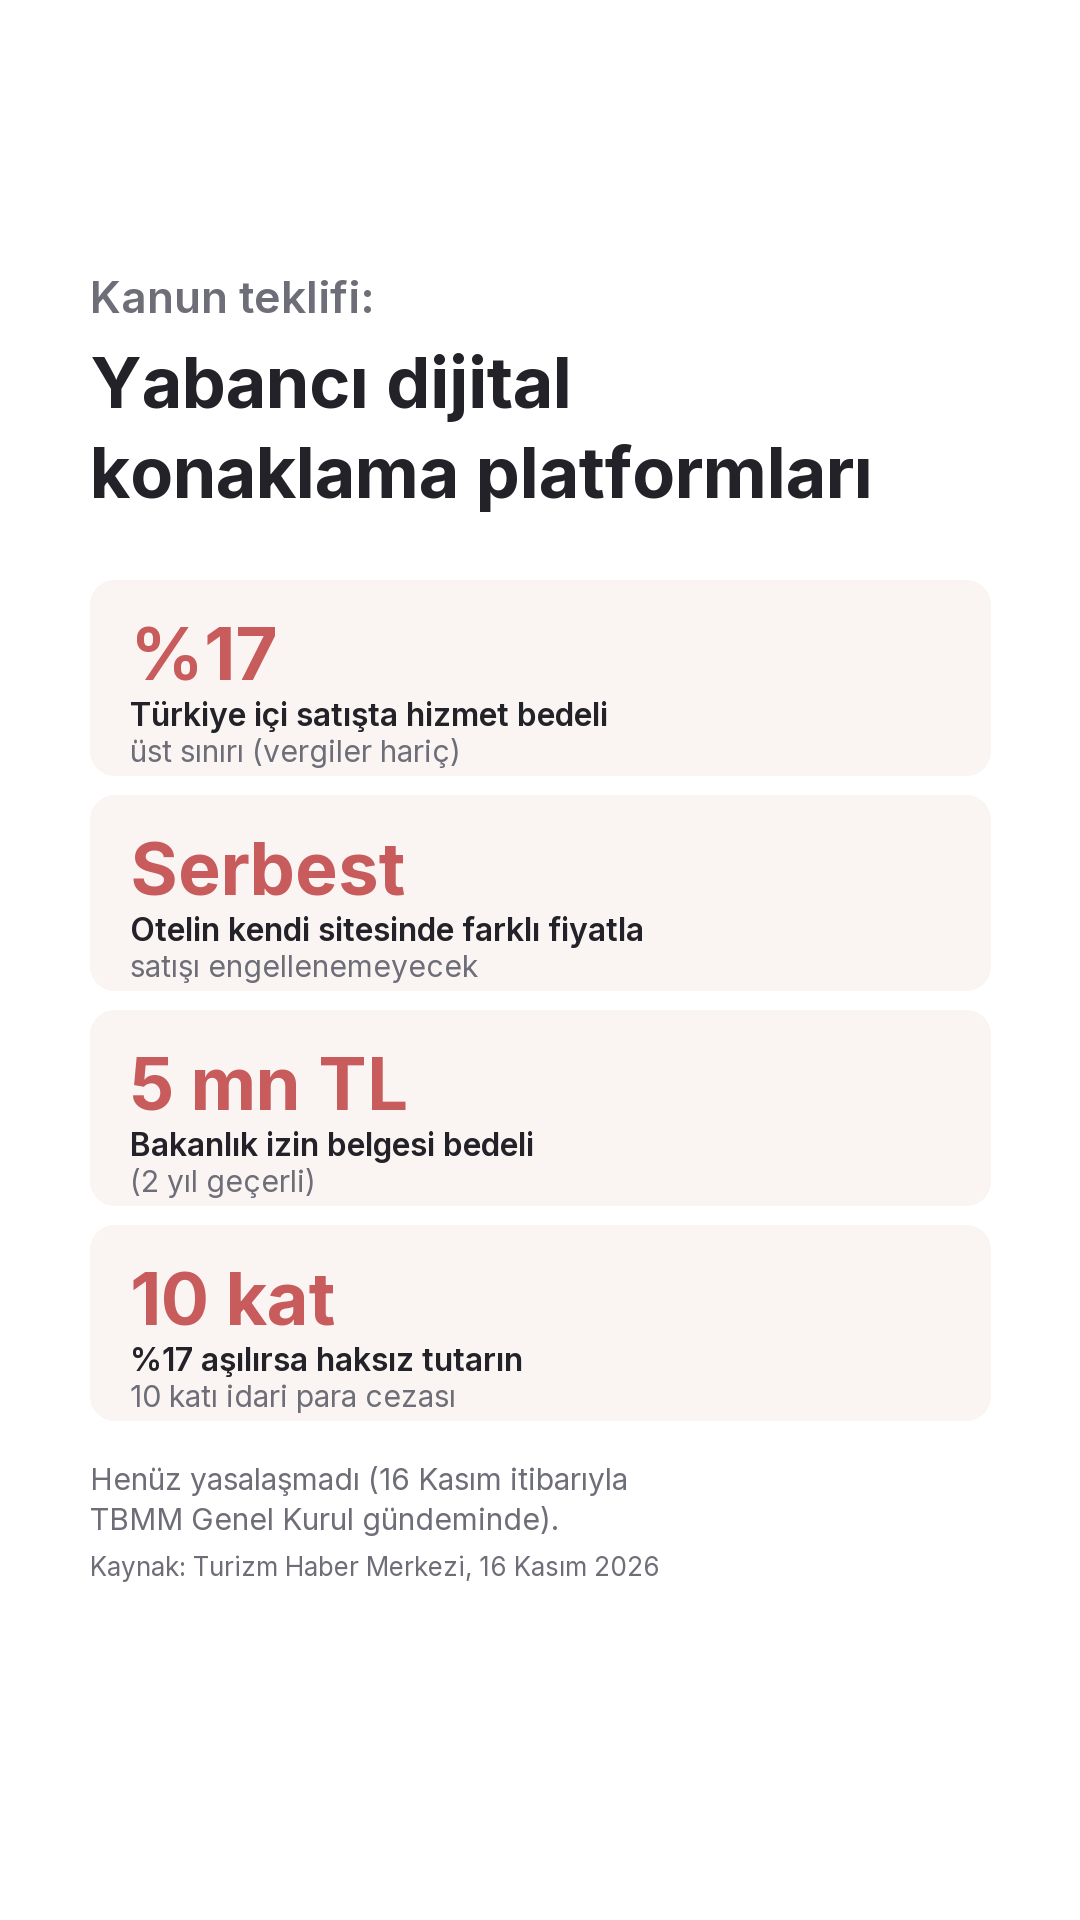 Kanun teklifi:
Yabancı dijital
konaklama platformları
%17
Türkiye içi satışta hizmet bedeli
üst sınırı (vergiler hariç)
Serbest
Otelin kendi sitesinde farklı fiyatla
satışı engellenemeyecek
5 mn TL
Bakanlık izin belgesi bedeli
(2 yıl geçerli)
10 kat
%17 aşılırsa haksız tutarın
10 katı idari para cezası
Henüz yasalaşmadı (16 Kasım itibarıyla
TBMM Genel Kurul gündeminde).
Kaynak: Turizm Haber Merkezi, 16 Kasım 2026